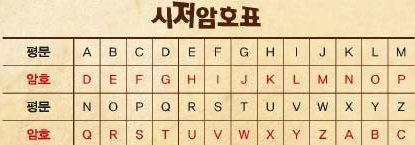 시저암호표
평문 A B C D E F G H I J K L M
암호 D E F G H I J K L M N O P
평문 N O P Q R S T U V W X Y Z
암호 Q R S T U V W X Y Z A B C